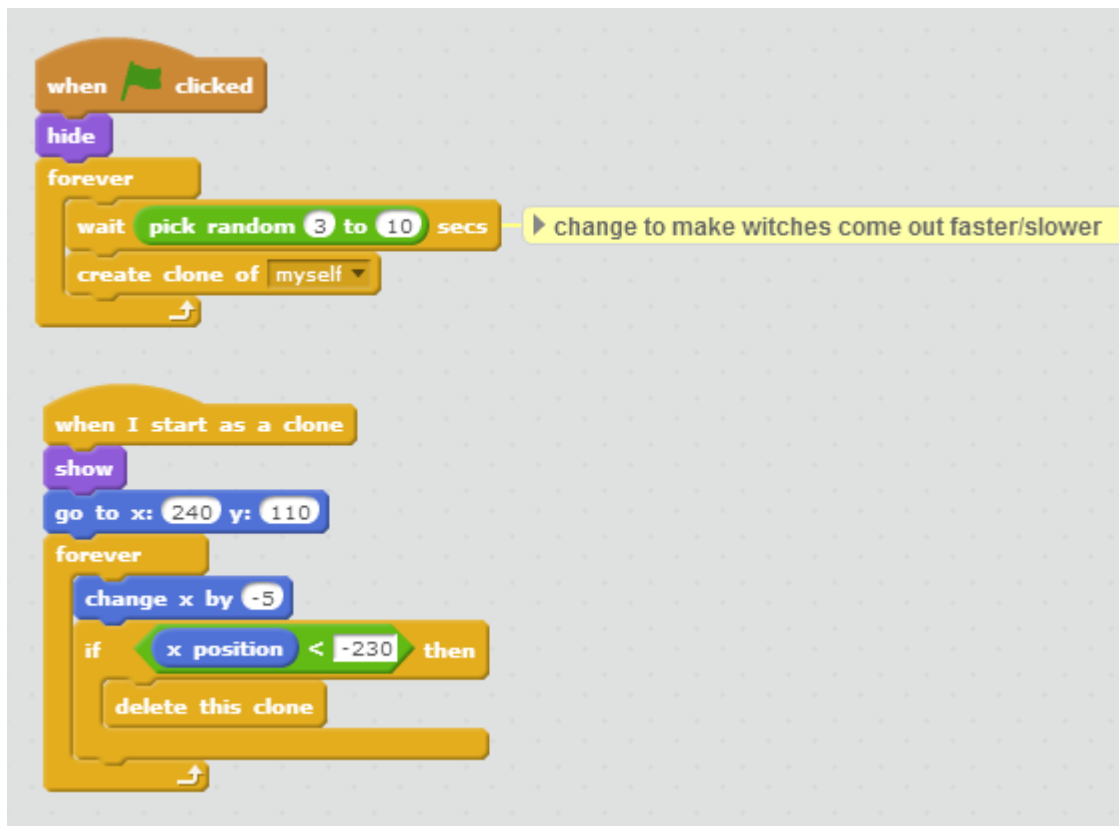 when clicked
hide
forever
wait pick random 3 to 10 secs
change to make witches come out faster/slower
create clone of myself
when I start as a clone
show
go to x: 240 y: 110
forever
change x by -5
if x position < -230 then
delete this clone